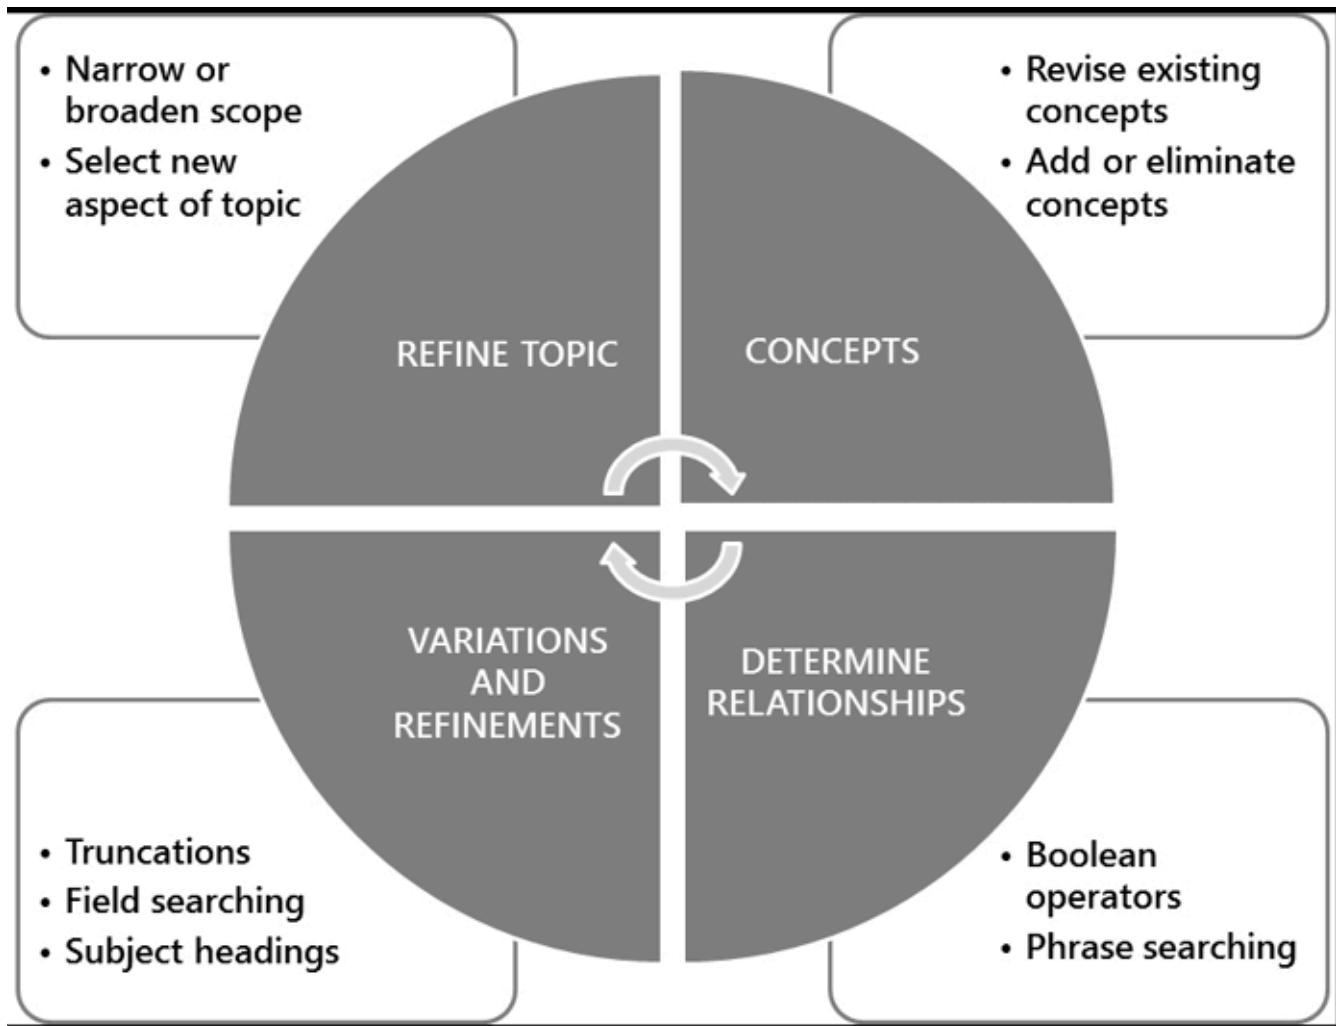 • Narrow or
broaden scope
• Select new
aspect of topic
• Revise existing
concepts
• Add or eliminate
concepts
REFINE TOPIC
CONCEPTS
VARIATIONS
AND
REFINEMENTS
DETERMINE
RELATIONSHIPS
• Truncations
• Field searching
• Subject headings
• Boolean
operators
• Phrase searching